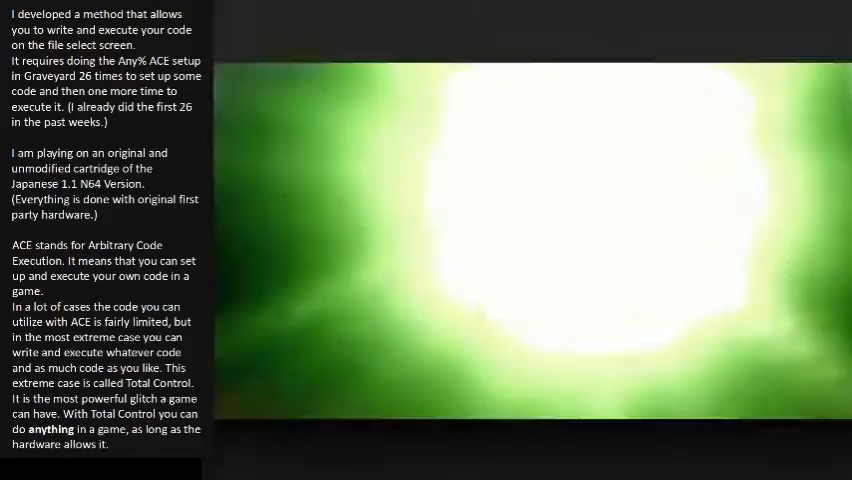 I developed a method that allows
you to write and execute your code
on the file select screen.
It requires doing the Any% ACE setup
in Graveyard 26 times to set up some
code and then one more time to
execute it. (I already did the first 26
in the past weeks.)
I am playing on an original and
unmodified cartridge of the
Japanese 1.1 N64 Version.
(Everything is done with original first
party hardware.)
ACE stands for Arbitrary Code
Execution. It means that you can set
up and execute your own code in a
game.
In a lot of cases the code you can
utilize with ACE is fairly limited, but
in the most extreme case you can
write and execute whatever code
and as much code as you like. This
extreme case is called Total Control.
It is the most powerful glitch a game
can have. With Total Control you can
do anything in a game, as long as the
hardware allows it.